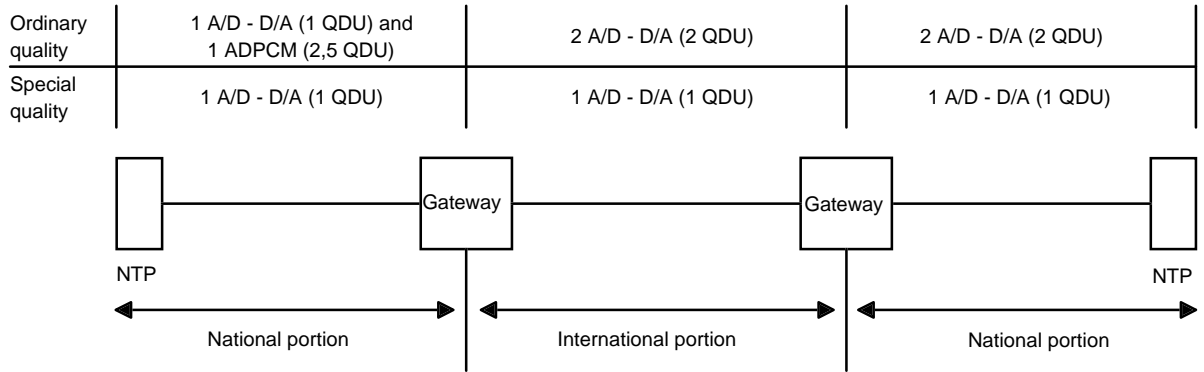 Ordinary
quality
1 A/D - D/A (1 QDU) and
1 ADPCM (2,5 QDU)
2 A/D - D/A (2 QDU)
2 A/D - D/A (2 QDU)
Special
quality
1 A/D - D/A (1 QDU)
1 A/D - D/A (1 QDU)
1 A/D - D/A (1 QDU)
Gateway
Gateway
NTP
NTP
National portion
International portion
National portion